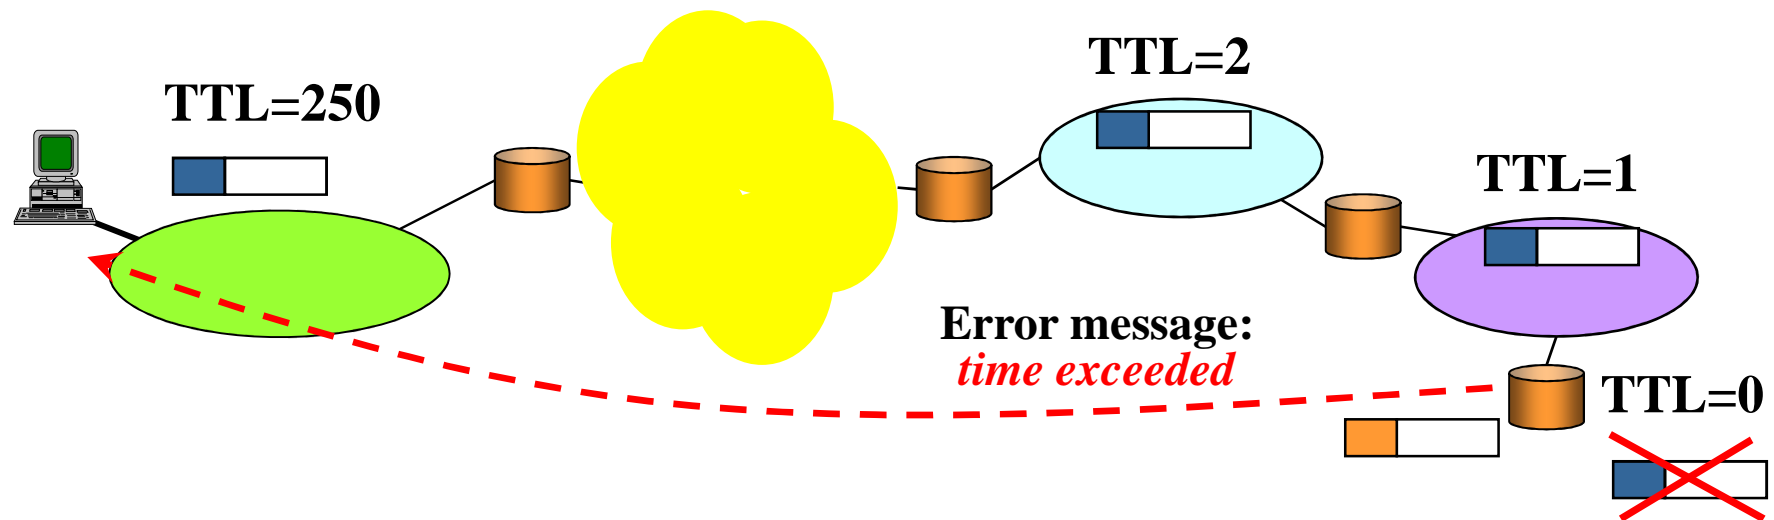 TTL=250
TTL=2
TTL=1
Error message:
time exceeded
TTL=0